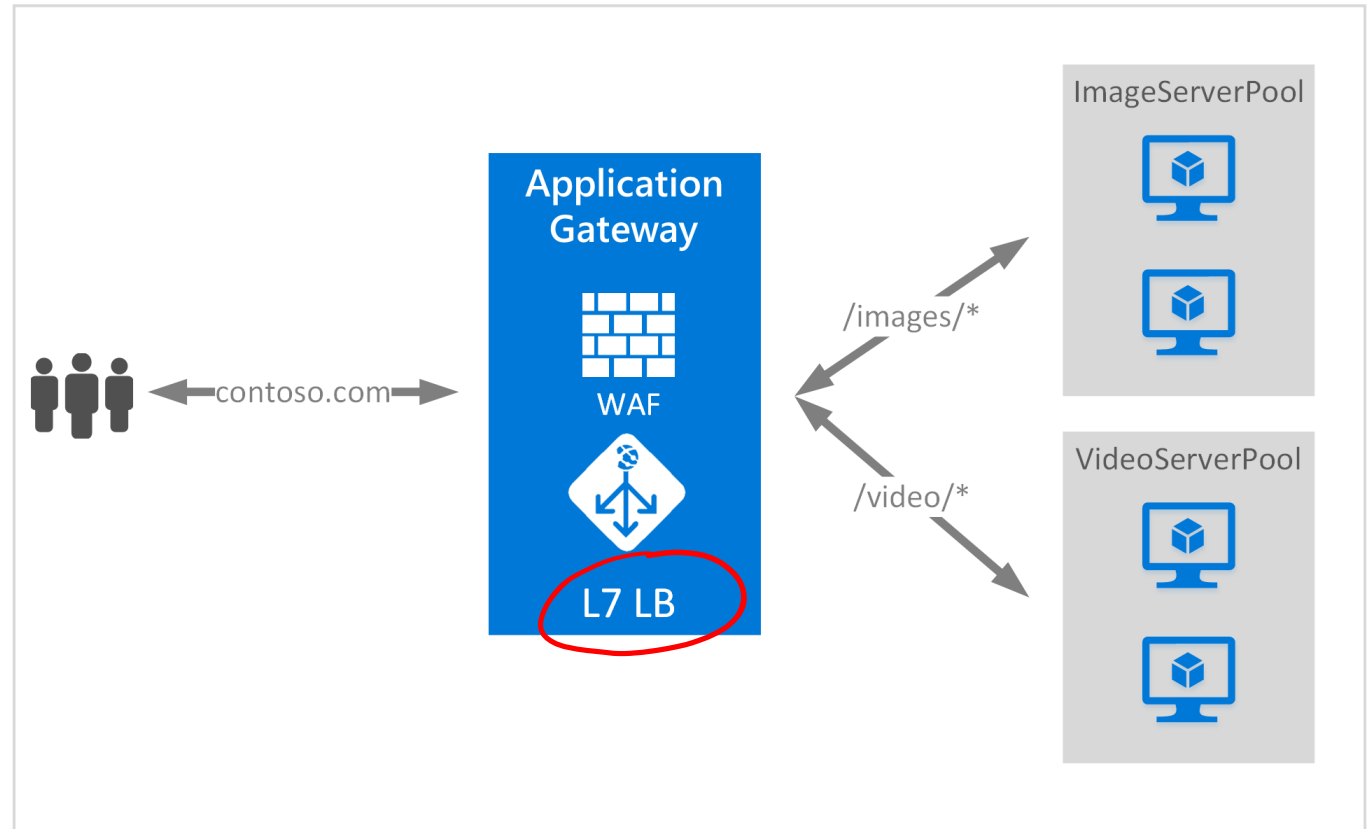 contoso.com
Application
Gateway
WAF
L7 LB
/images/*
/video/*
ImageServerPool
VideoServerPool